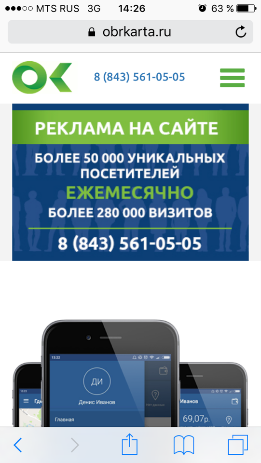 MTS RUS 3G 14:26 63 %
obrkarta.ru
OK 8 (843) 561-05-05
РЕКЛАМА НА САЙТЕ
БОЛЕЕ 50 000 УНИКАЛЬНЫХ
ПОСЕТИТЕЛЕЙ
ЕЖЕМЕСЯЧНО
БОЛЕЕ 280 000 ВИЗИТОВ
8 (843) 561-05-05
ДИ
Иванова
Денис Иванов
69,07р
Главная